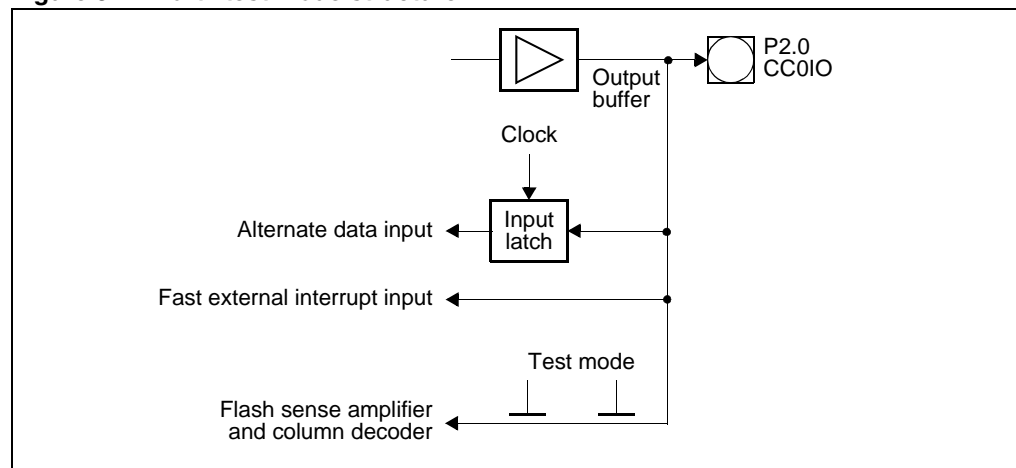 P2.0
CC0IO
Output
buffer
Clock
Input
latch
Alternate data input
Fast external interrupt input
Test mode
Flash sense amplifier
and column decoder